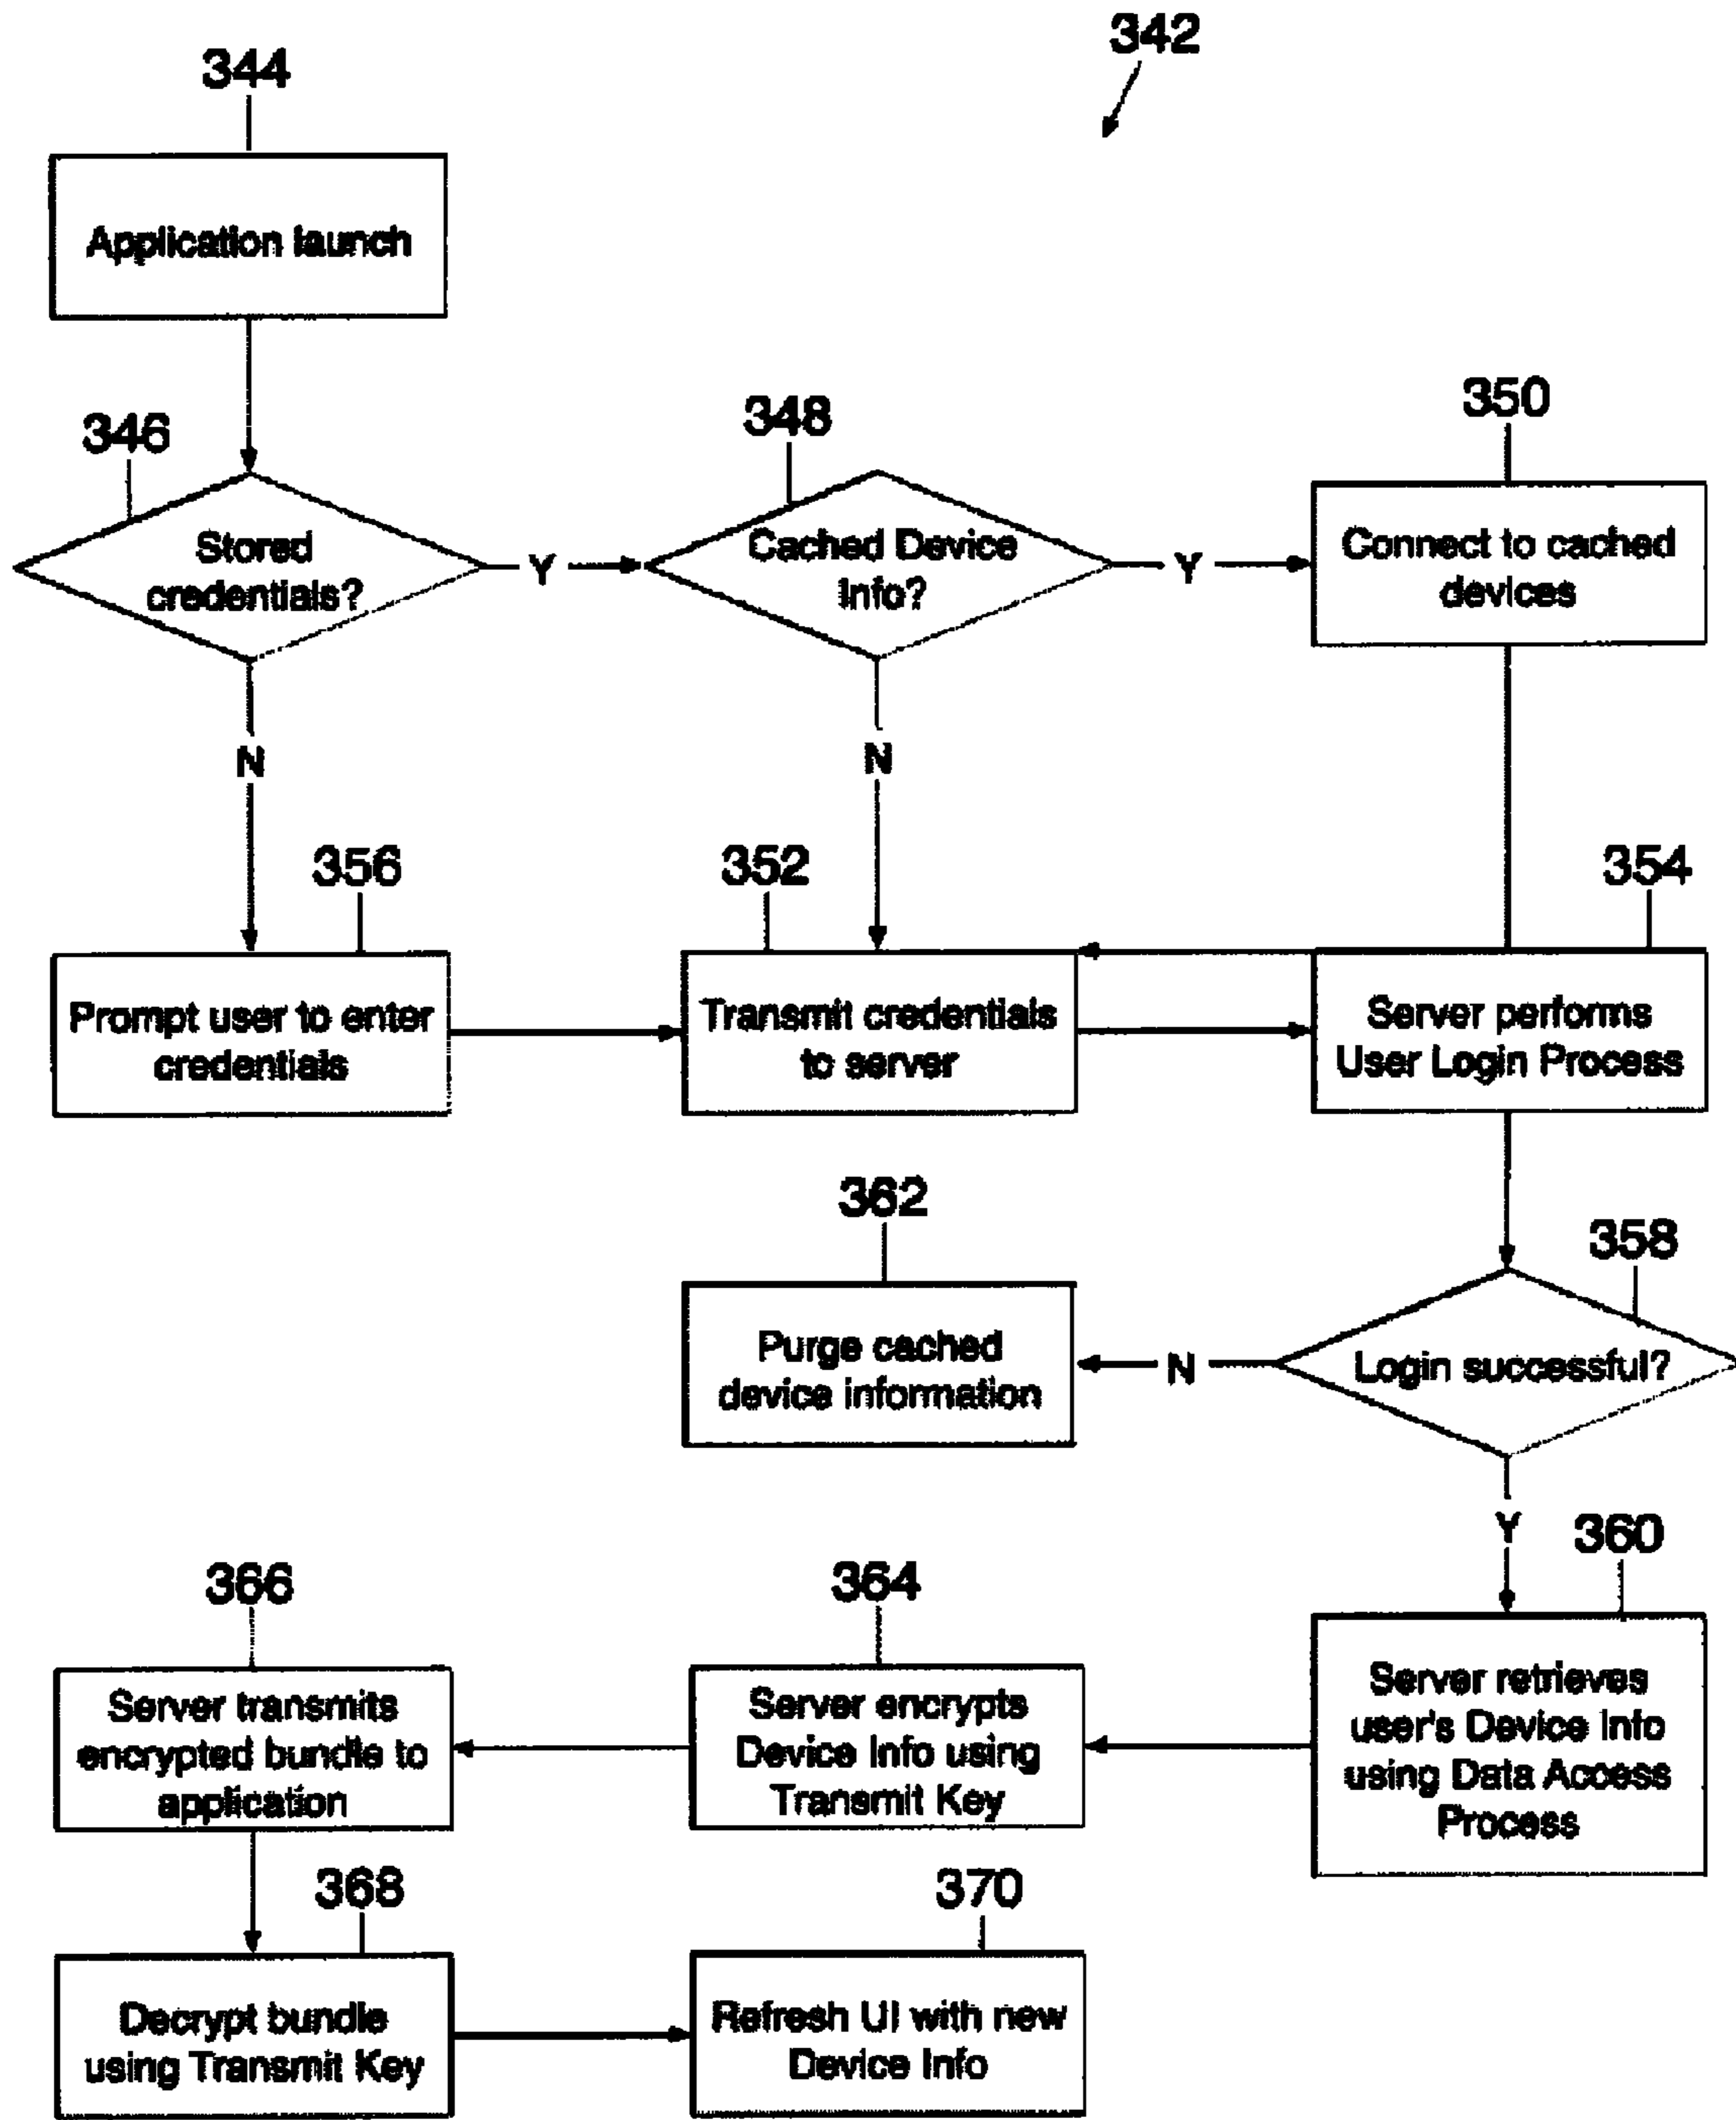 342
344
Application launch
346
Stored
credentials?
Y
348
Cached Device
Info?
Y
350
Connect to cached
devices
N
N
356
Prompt user to enter
credentials
352
Transmit credentials
to server
354
Server performs
User Login Process
362
Purge cached
device information
N
358
Login successful?
Y
360
Server retrieves
user's Device Info
using Data Access
Process
364
Server encrypts
Device Info using
Transmit Key
366
Server transmits
encrypted bundle to
application
368
Decrypt bundle
using Transmit Key
370
Refresh UI with new
Device Info